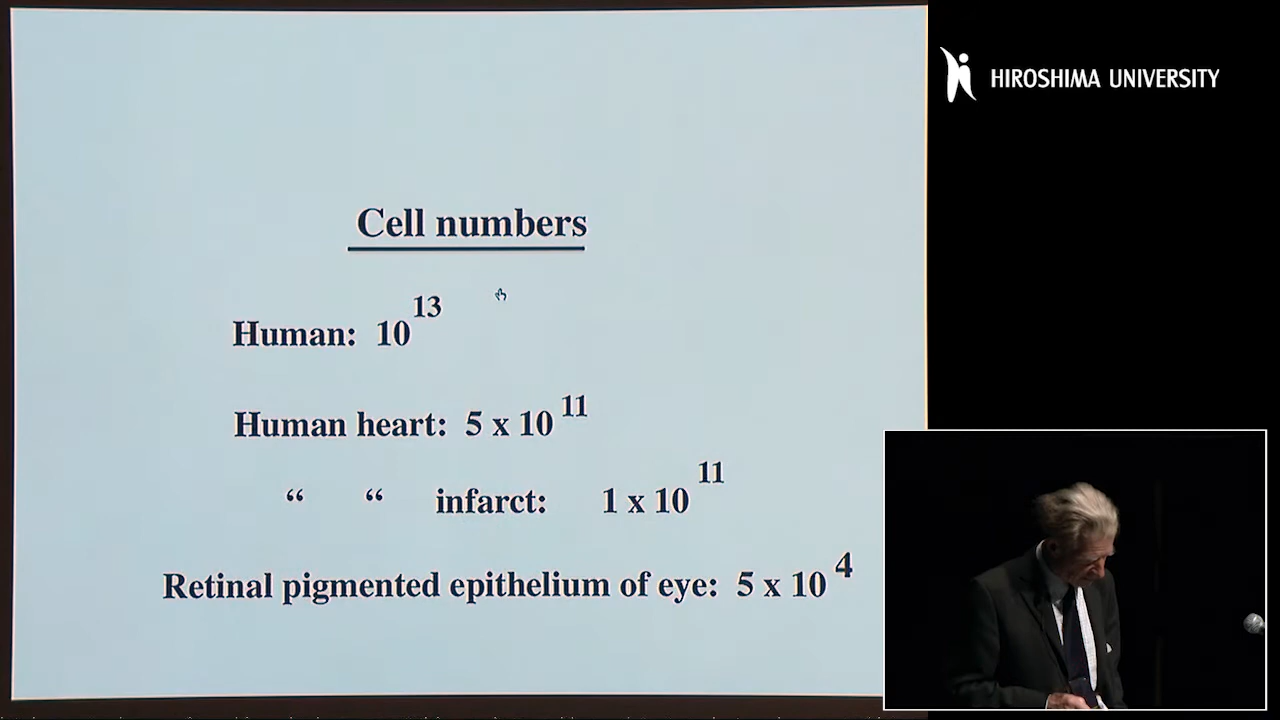 HIROSHIMA UNIVERSITY
Cell numbers
Human: 10 13
Human heart: 5 x 10 11
“ “ infarct: 1 x 10 11
Retinal pigmented epithelium of eye: 5 x 10 4